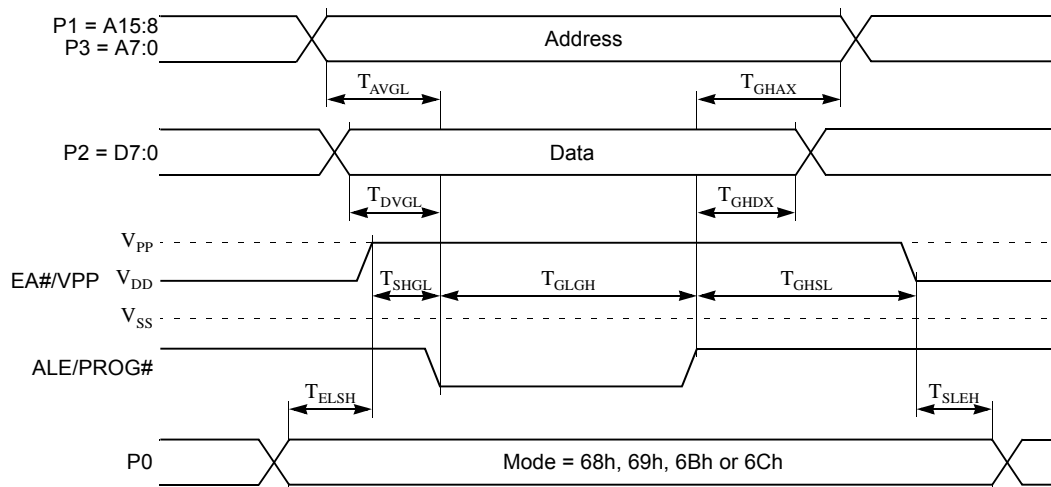 P1 = A15:8
P3 = A7:0
Address
TAVGL
TGHAX
P2 = D7:0
Data
TDVGL
TGHDX
VPP
EA#/VPP
VDD
TSHGL
TGLGH
TGHSL
VSS
ALE/PROG#
TELSH
TSLEH
P0
Mode = 68h, 69h, 6Bh or 6Ch